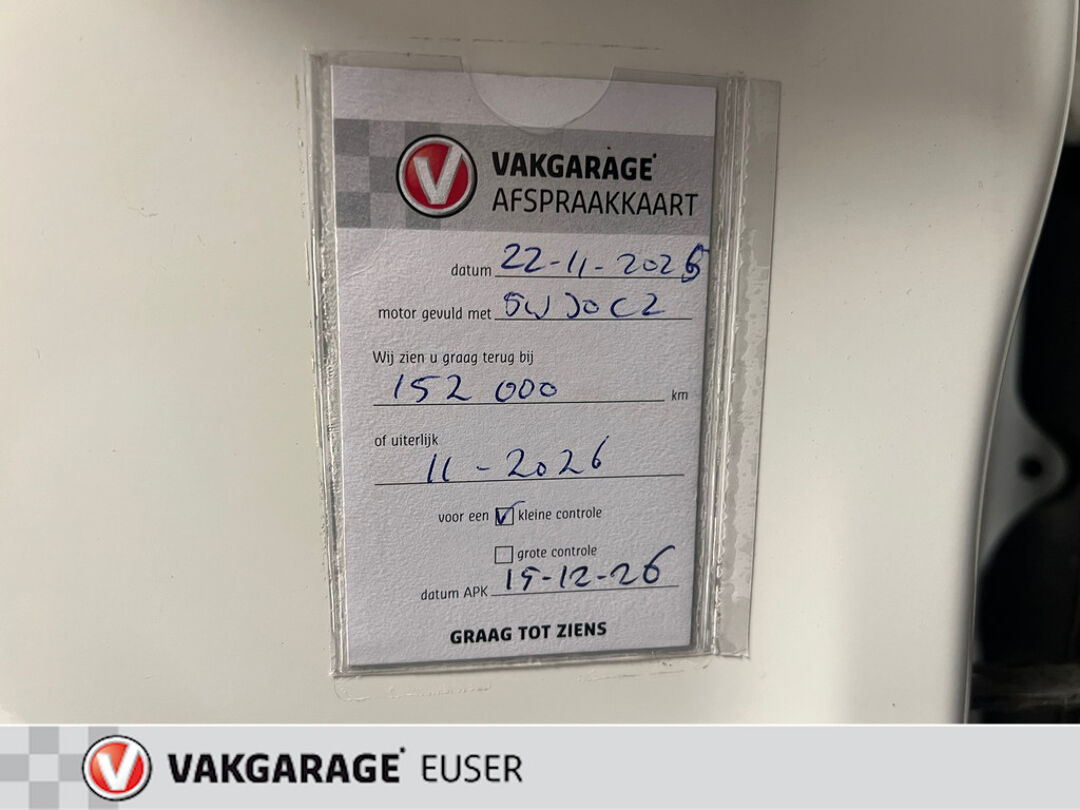 VAKGARAGE
AFSPRAAKKAART
datum 22-11-2025
motor gevuld met 5W30 C2
Wij zien u graag terug bij
152 000 km
of uiterlijk
11-2026
voor een kleine controle
grote controle
datum APK 15-12-26
GRAAG TOT ZIENS
VAKGARAGE EUSER